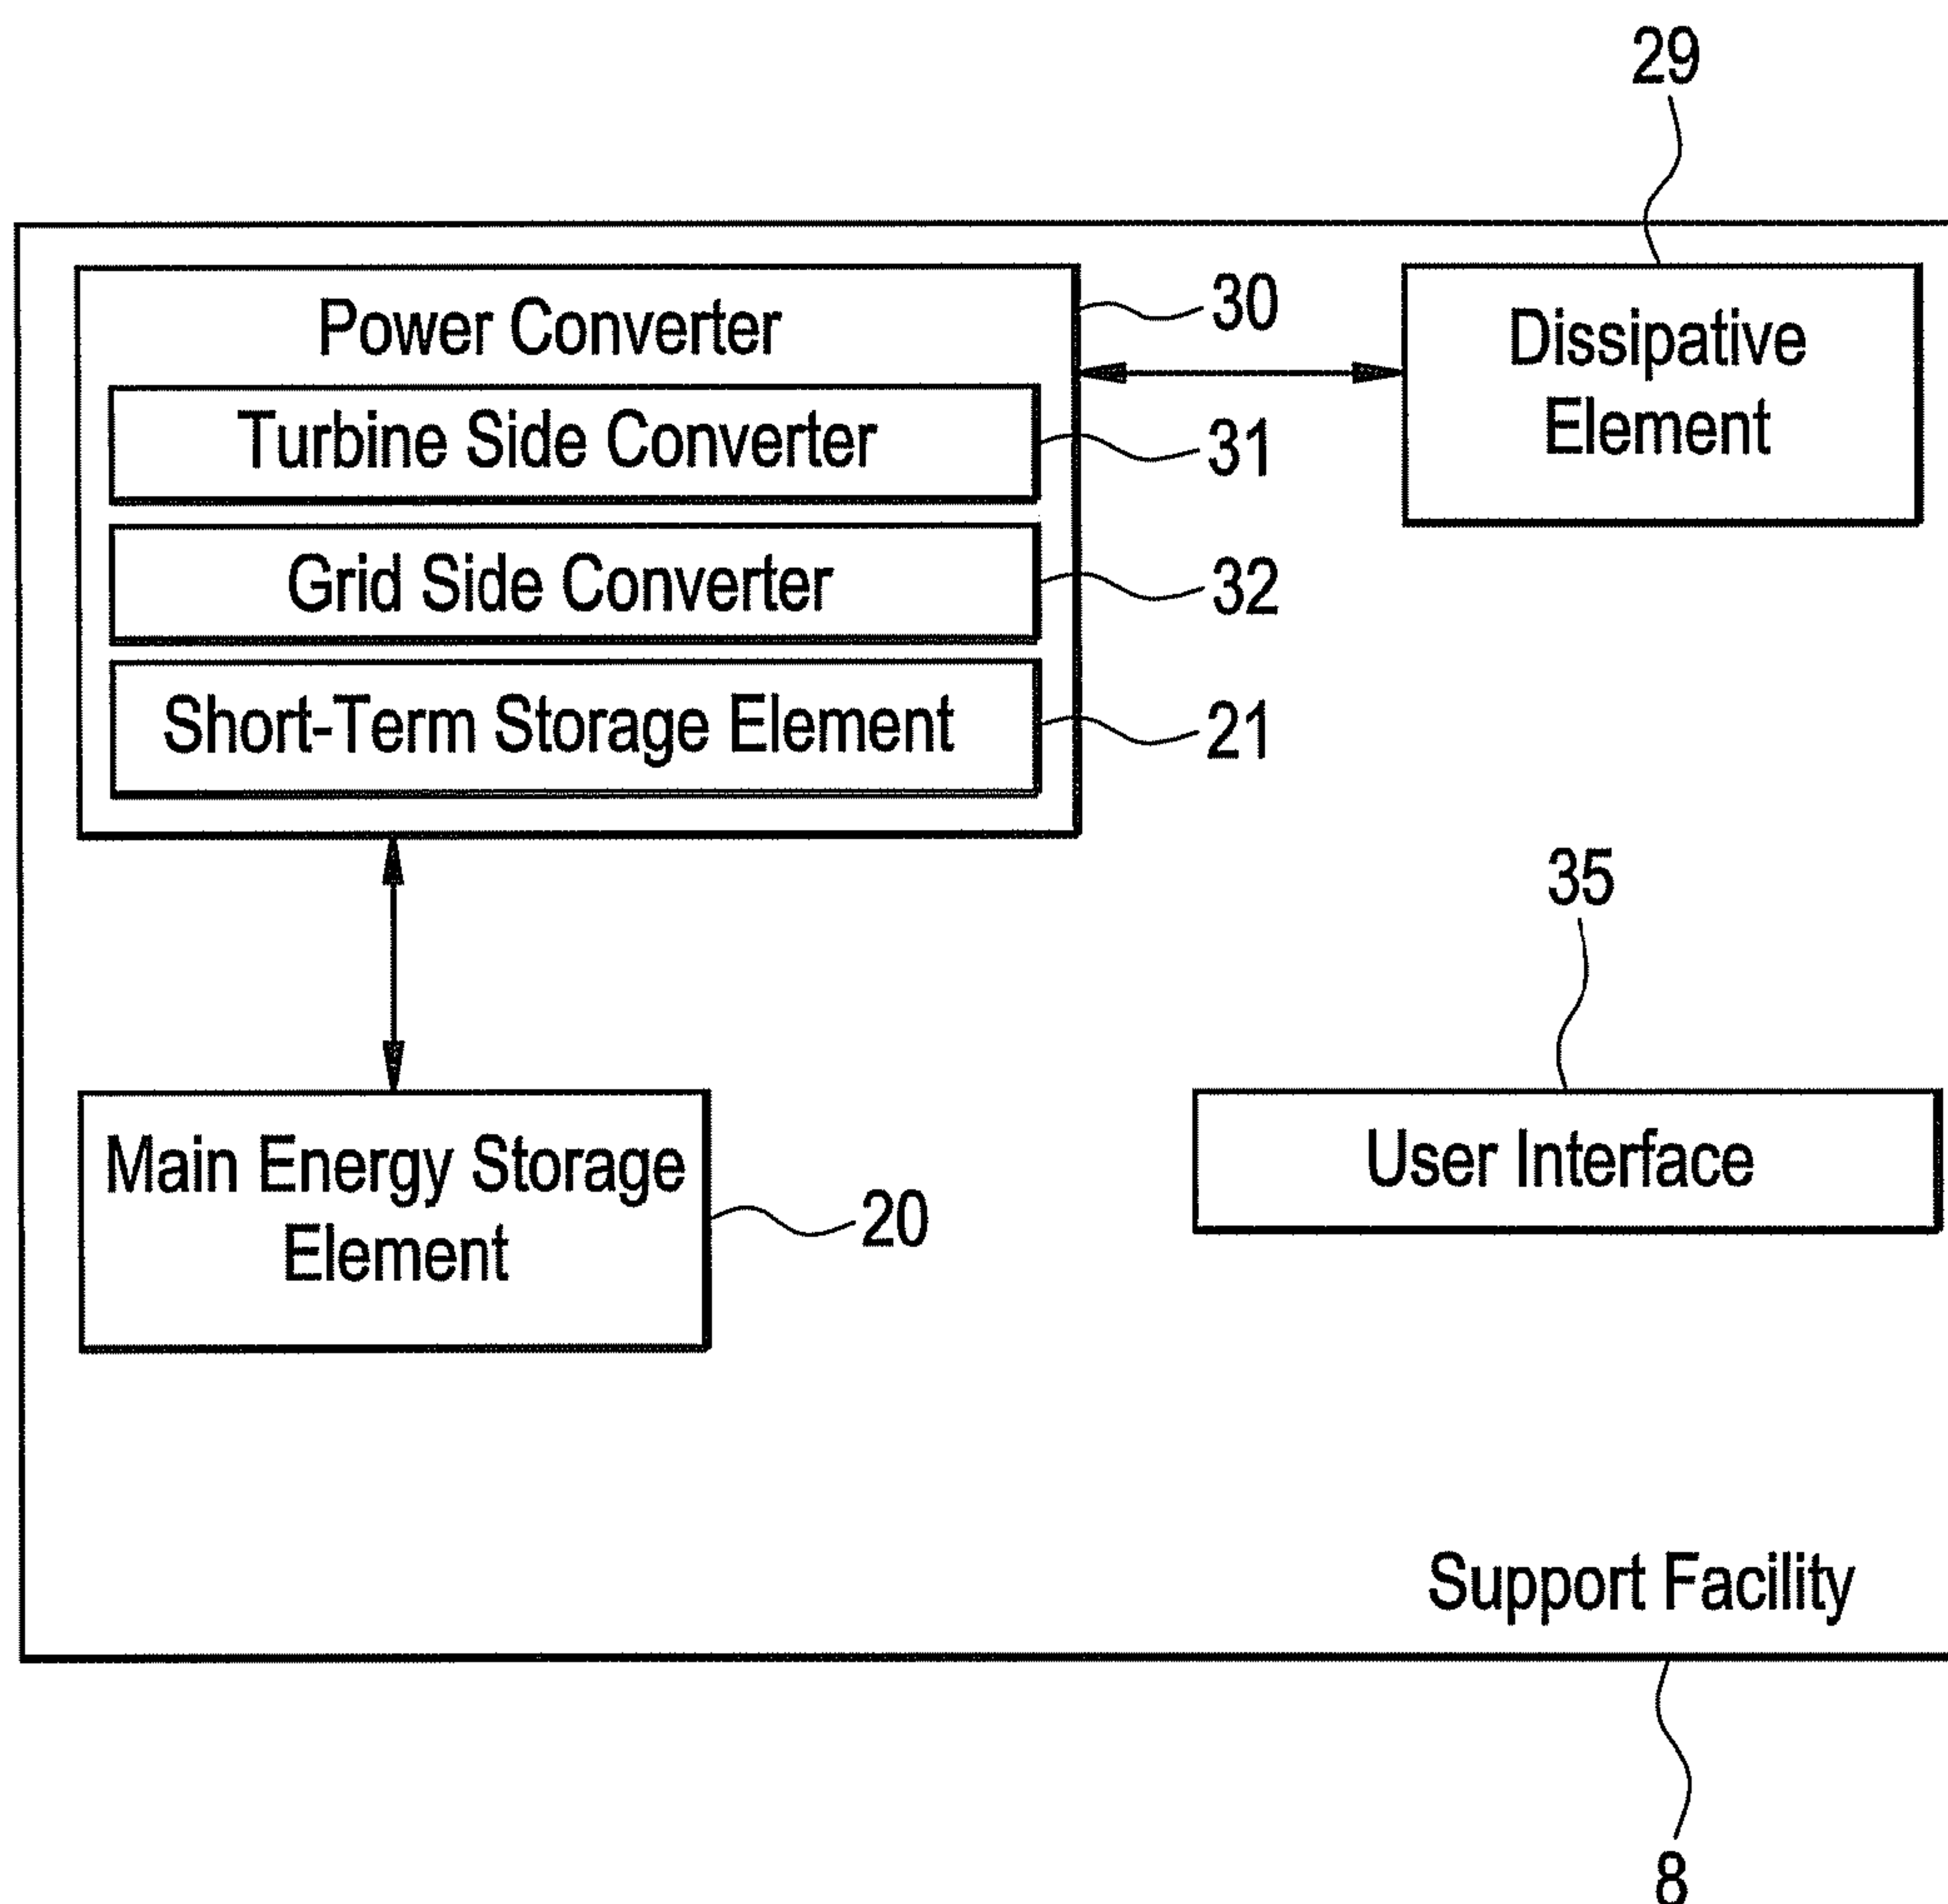 29
Power Converter
30
Dissipative
Element
Turbine Side Converter
31
Grid Side Converter
32
Short-Term Storage Element
21
35
Main Energy Storage
Element
20
User Interface
Support Facility
8